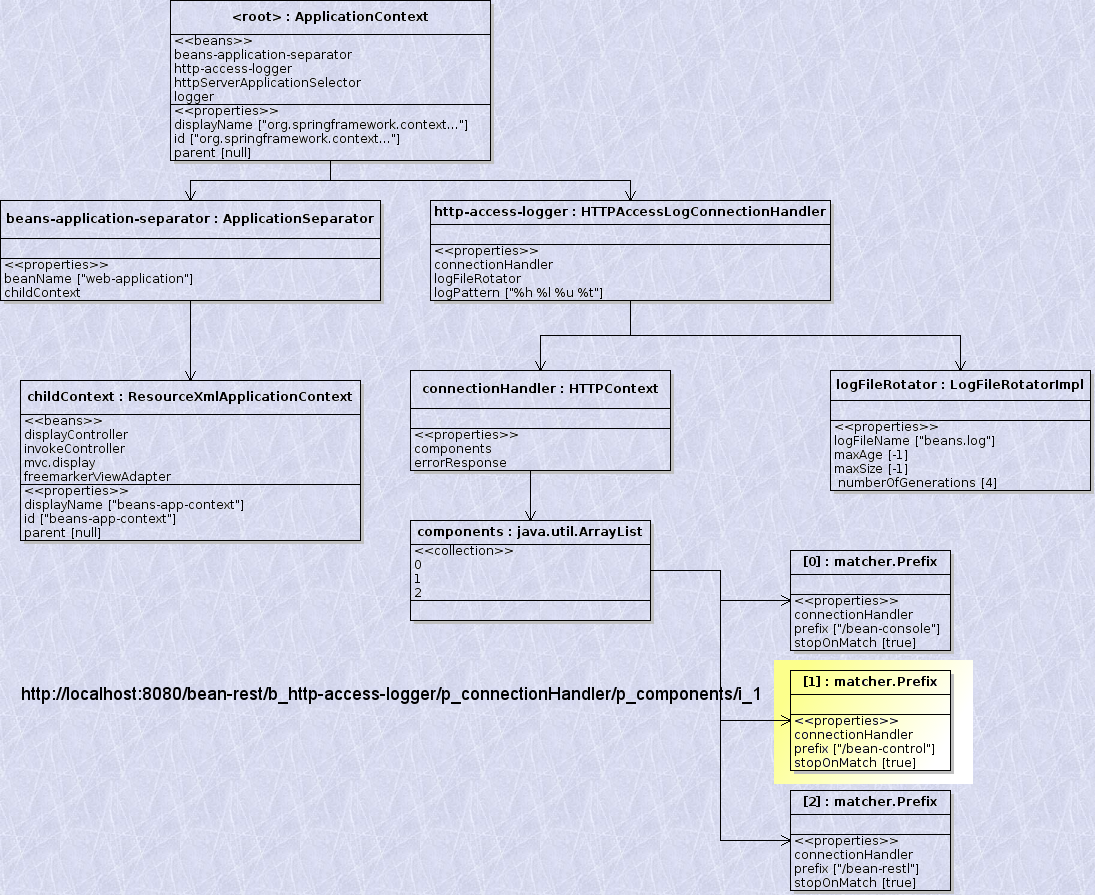 <root> : ApplicationContext
<<beans>>
beans-application-separator
http-access-logger
httpServerApplicationSelector
logger
<<properties>>
displayName ["org.springframework.context..."]
id ["org.springframework.context..."]
parent [null]
beans-application-separator : ApplicationSeparator
<<properties>>
beanName ["web-application"]
childContext
http-access-logger : HTTPAccessLogConnectionHandler
<<properties>>
connectionHandler
logFileRotator
logPattern ["%h %l %u %t"]
childContext : ResourceXmlApplicationContext
<<beans>>
displayController
invokeController
mvc.display
freemarkerViewAdapter
<<properties>>
displayName ["beans-app-context"]
id ["beans-app-context"]
parent [null]
connectionHandler : HTTPContext
<<properties>>
components
errorResponse
logFileRotator : LogFileRotatorImpl
<<properties>>
logFileName ["beans.log"]
maxAge [-1]
maxSize [-1]
numberOfGenerations [4]
components : java.util.ArrayList
<<collection>>
0
1
2
[0] : matcher.Prefix
<<properties>>
connectionHandler
prefix ["/bean-console"]
stopOnMatch [true]
http://localhost:8080/bean-rest/b_http-access-logger/p_connectionHandler/p_components/i_1
[1] : matcher.Prefix
<<properties>>
connectionHandler
prefix ["/bean-control"]
stopOnMatch [true]
[2] : matcher.Prefix
<<properties>>
connectionHandler
prefix ["/bean-restl"]
stopOnMatch [true]